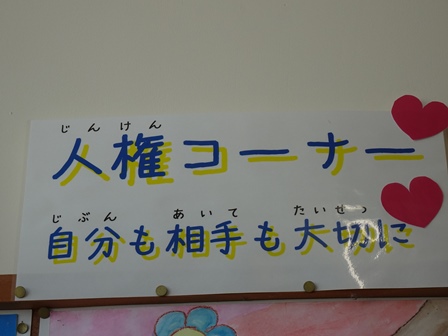 じんけん
人権コーナー
じぶん あいて たいせつ
自分も相手も大切に